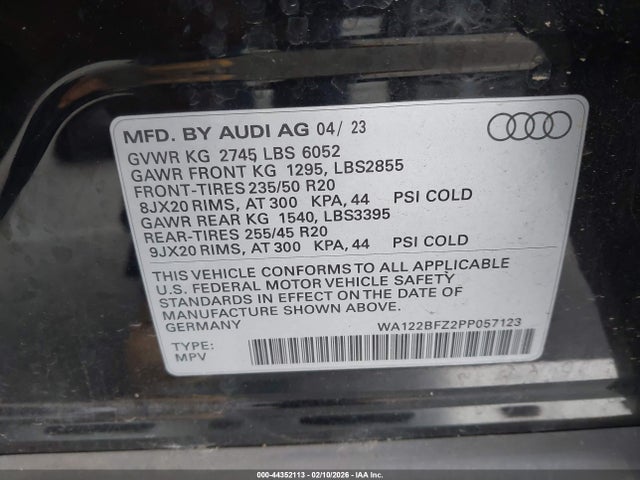 MFD. BY AUDI AG 04/ 23
GVWR KG 2745 LBS 6052
GAWR FRONT KG 1295, LBS2855
FRONT-TIRES 235/50 R20
8JX20 RIMS, AT 300 KPA, 44 PSI COLD
GAWR REAR KG 1540, LBS3395
REAR-TIRES 255/45 R20
9JX20 RIMS, AT 300 KPA, 44 PSI COLD
THIS VEHICLE CONFORMS TO ALL APPLICABLE
U.S. FEDERAL MOTOR VEHICLE SAFETY
STANDARDS IN EFFECT ON THE DATE OF
MANUFACTURE SHOWN ABOVE.
GERMANY WA122BFZ2PP057123
TYPE:
MPV
000-44352113 - 02/10/2026 - IAA Inc.